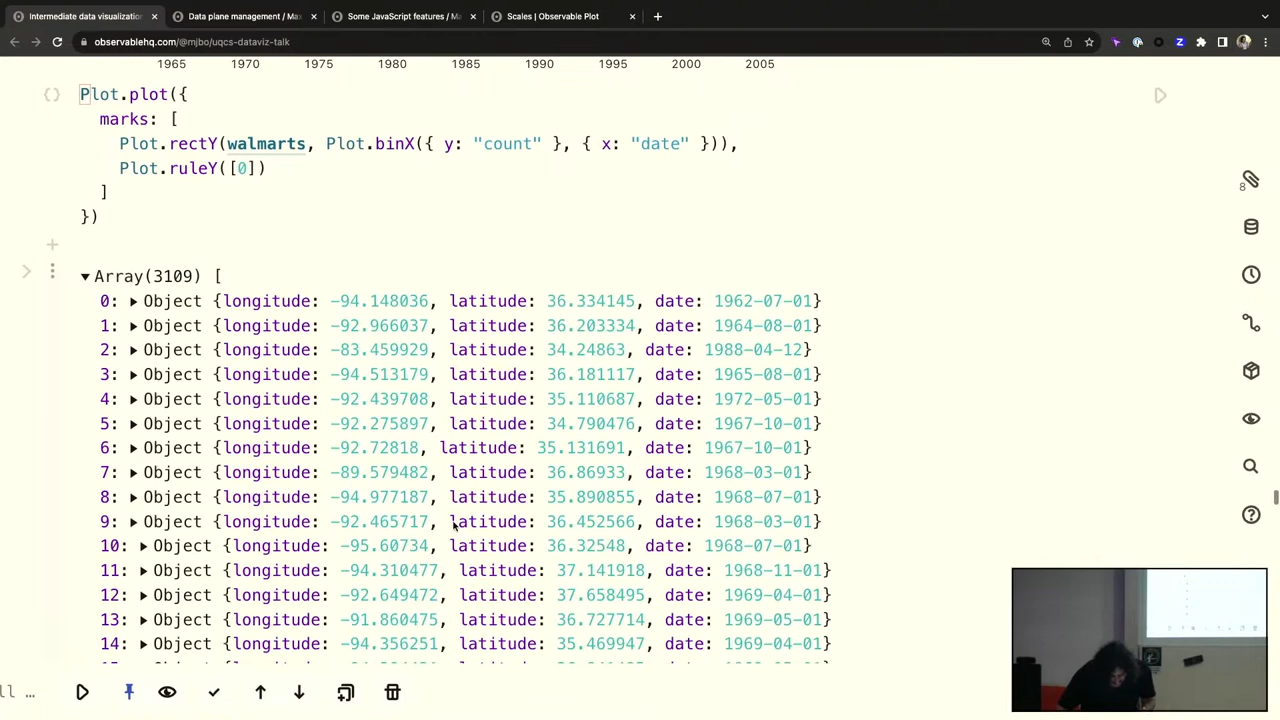 Intermediate data visualizatio
Data plane management / Ma
Some JavaScript features / Ma
Scales | Observable Plot
observablehq.com/@mjbo/uqcs-dataviz-talk
1965 1970 1975 1980 1985 1990 1995 2000 2005
Plot.plot({
marks: [
Plot.rectY(walmarts, Plot.binX({ y: "count" }, { x: "date" })),
Plot.ruleY([0])
]
})
8
▼Array(3109) [
0: ▶Object {longitude: -94.148036, latitude: 36.334145, date: 1962-07-01}
1: ▶Object {longitude: -92.966037, latitude: 36.203334, date: 1964-08-01}
2: ▶Object {longitude: -83.459929, latitude: 34.24863, date: 1988-04-12}
3: ▶Object {longitude: -94.513179, latitude: 36.181117, date: 1965-08-01}
4: ▶Object {longitude: -92.439708, latitude: 35.110687, date: 1972-05-01}
5: ▶Object {longitude: -92.275897, latitude: 34.790476, date: 1967-10-01}
6: ▶Object {longitude: -92.72818, latitude: 35.131691, date: 1967-10-01}
7: ▶Object {longitude: -89.579482, latitude: 36.86933, date: 1968-03-01}
8: ▶Object {longitude: -94.977187, latitude: 35.890855, date: 1968-07-01}
9: ▶Object {longitude: -92.465717, latitude: 36.452566, date: 1968-03-01}
10: ▶Object {longitude: -95.60734, latitude: 36.32548, date: 1968-07-01}
11: ▶Object {longitude: -94.310477, latitude: 37.141918, date: 1968-11-01}
12: ▶Object {longitude: -92.649472, latitude: 37.658495, date: 1969-04-01}
13: ▶Object {longitude: -91.860475, latitude: 36.727714, date: 1969-05-01}
14: ▶Object {longitude: -94.356251, latitude: 35.469947, date: 1969-04-01}
ll …